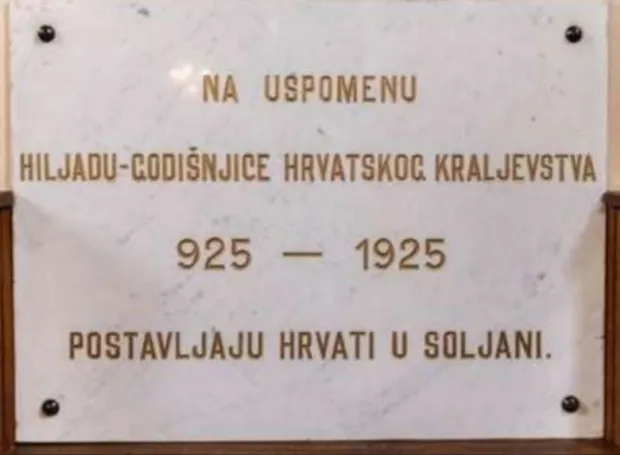 NA USPOMENU
HILJADU-GODIŠNJICE HRVATSKOG KRALJEVSTVA
925 — 1925
POSTAVLJAJU HRVATI U SOLJANI.